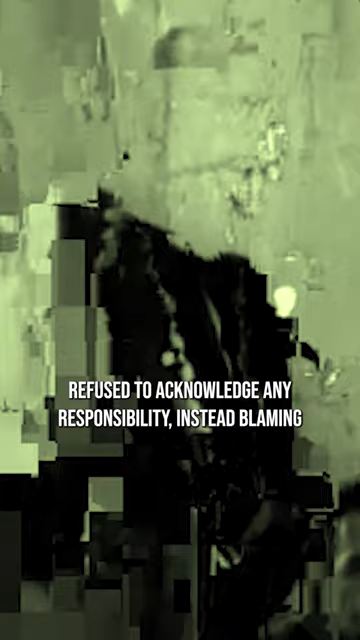 REFUSED TO ACKNOWLEDGE ANY
RESPONSIBILITY, INSTEAD BLAMING